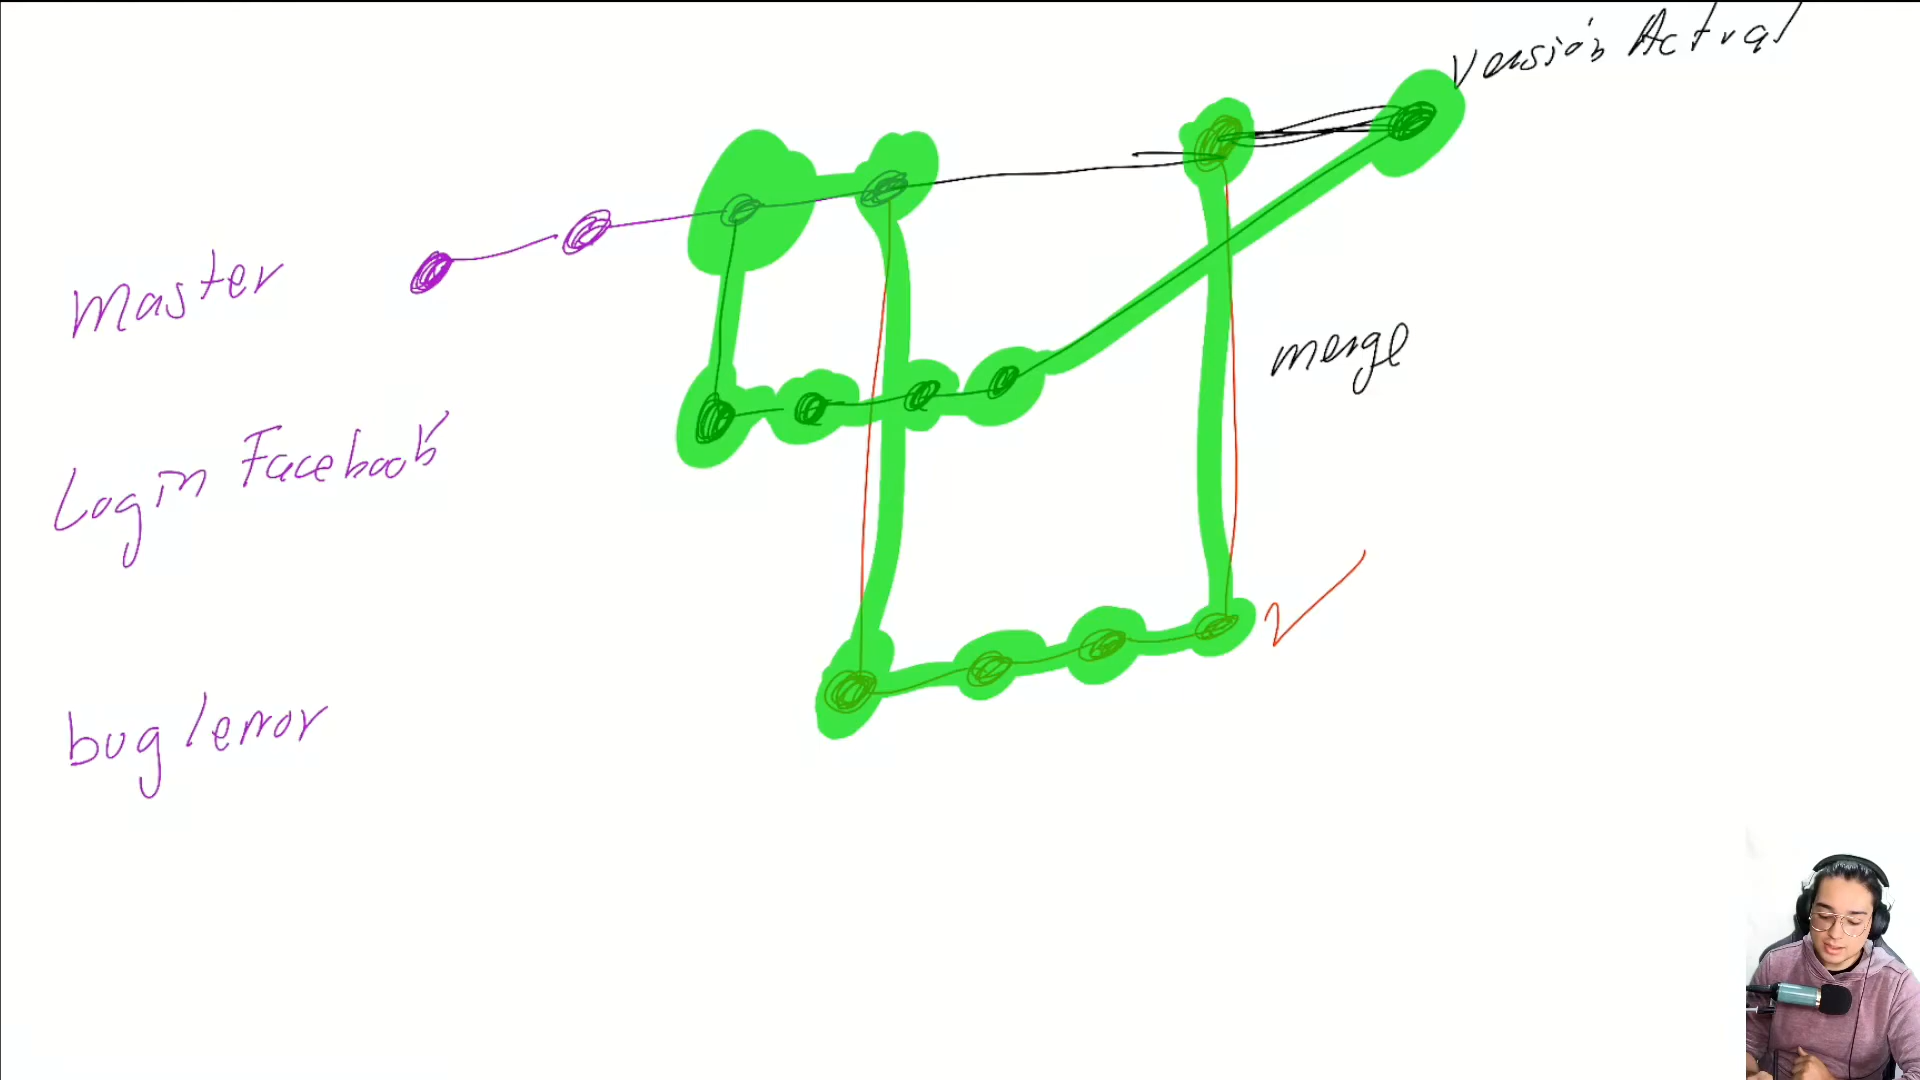 Versión Actual
Master
merge
Login Facebook
bug/error